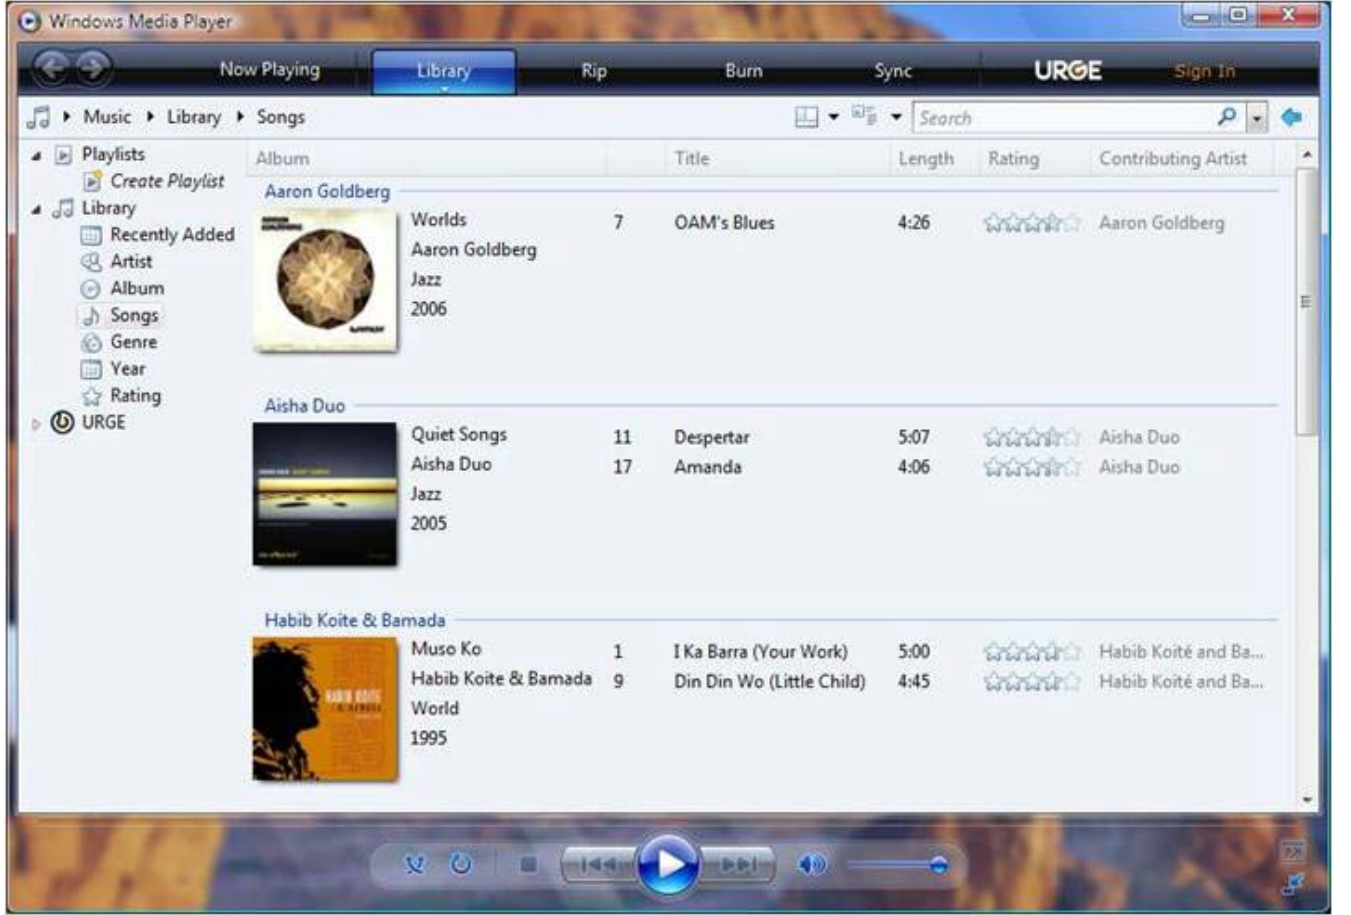 Windows Media Player
Now Playing Library Rip Burn Sync URGE Sign In
Music Library Songs Search
Playlists
Create Playlist
Library
Recently Added
Artist
Album
Songs
Genre
Year
Rating
URGE
Album Title Length Rating Contributing Artist
Aaron Goldberg
Worlds 7 OAM's Blues 4:26 Aaron Goldberg
Aaron Goldberg
Jazz
2006
Aisha Duo
Quiet Songs 11 Despertar 5:07 Aisha Duo
Aisha Duo 17 Amanda 4:06 Aisha Duo
Jazz
2005
Habib Koite & Bamada
Muso Ko 1 I Ka Barra (Your Work) 5:00 Habib Koité and Ba...
Habib Koite & Bamada 9 Din Din Wo (Little Child) 4:45 Habib Koité and Ba...
World
1995
HABIB KOITE